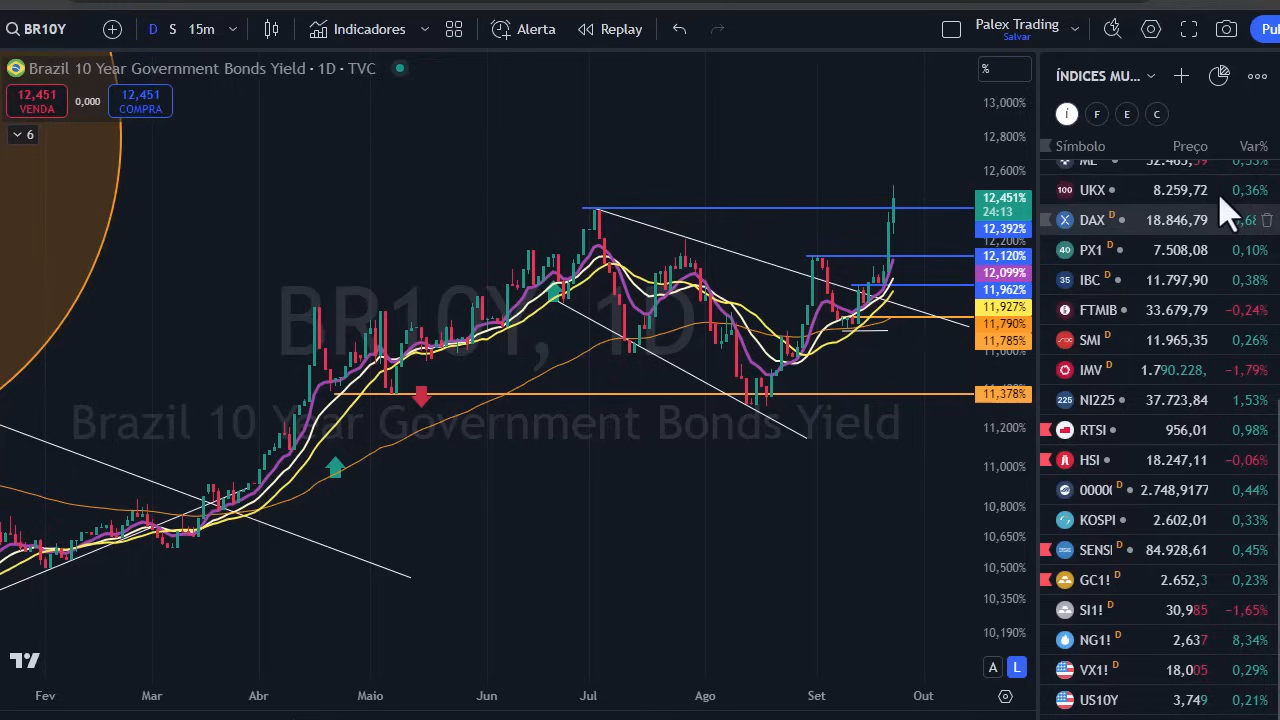 BR10Y
D S 15m
Indicadores
Alerta
Replay
Palex Trading
Salvar
Brazil 10 Year Government Bonds Yield · 1D · TVC
12,451
VENDA
0,000
12,451
COMPRA
6
BR10Y, 1D
Brazil 10 Year Government Bonds Yield
%
13,000%
12,800%
12,600%
12,451%
24:13
12,392%
12,200%
12,120%
12,099%
11,962%
11,927%
11,790%
11,785%
11,600%
11,378%
11,200%
11,000%
10,800%
10,650%
10,500%
10,350%
10,190%
A L
Fev Mar Abr Maio Jun Jul Ago Set Out
ÍNDICES MU...
i F E C
Símbolo Preço Var%
UKX 8.259,72 0,36%
DAX D 18.846,79
PX1 D 7.508,08 0,10%
IBC D 11.797,90 0,38%
FTMIB 33.679,79 −0,24%
SMI D 11.965,35 0,26%
IMV D 1.790.228, −1,79%
NI225 37.723,84 1,53%
RTSI 956,01 0,98%
HSI 18.247,11 −0,06%
0000 D 2.748,9177 0,44%
KOSPI 2.602,01 0,33%
SENSI D 84.928,61 0,45%
GC1! D 2.652,3 0,23%
SI1! D 30,985 −1,65%
NG1! D 2,637 8,34%
VX1! D 18,005 0,29%
US10Y 3,749 0,21%